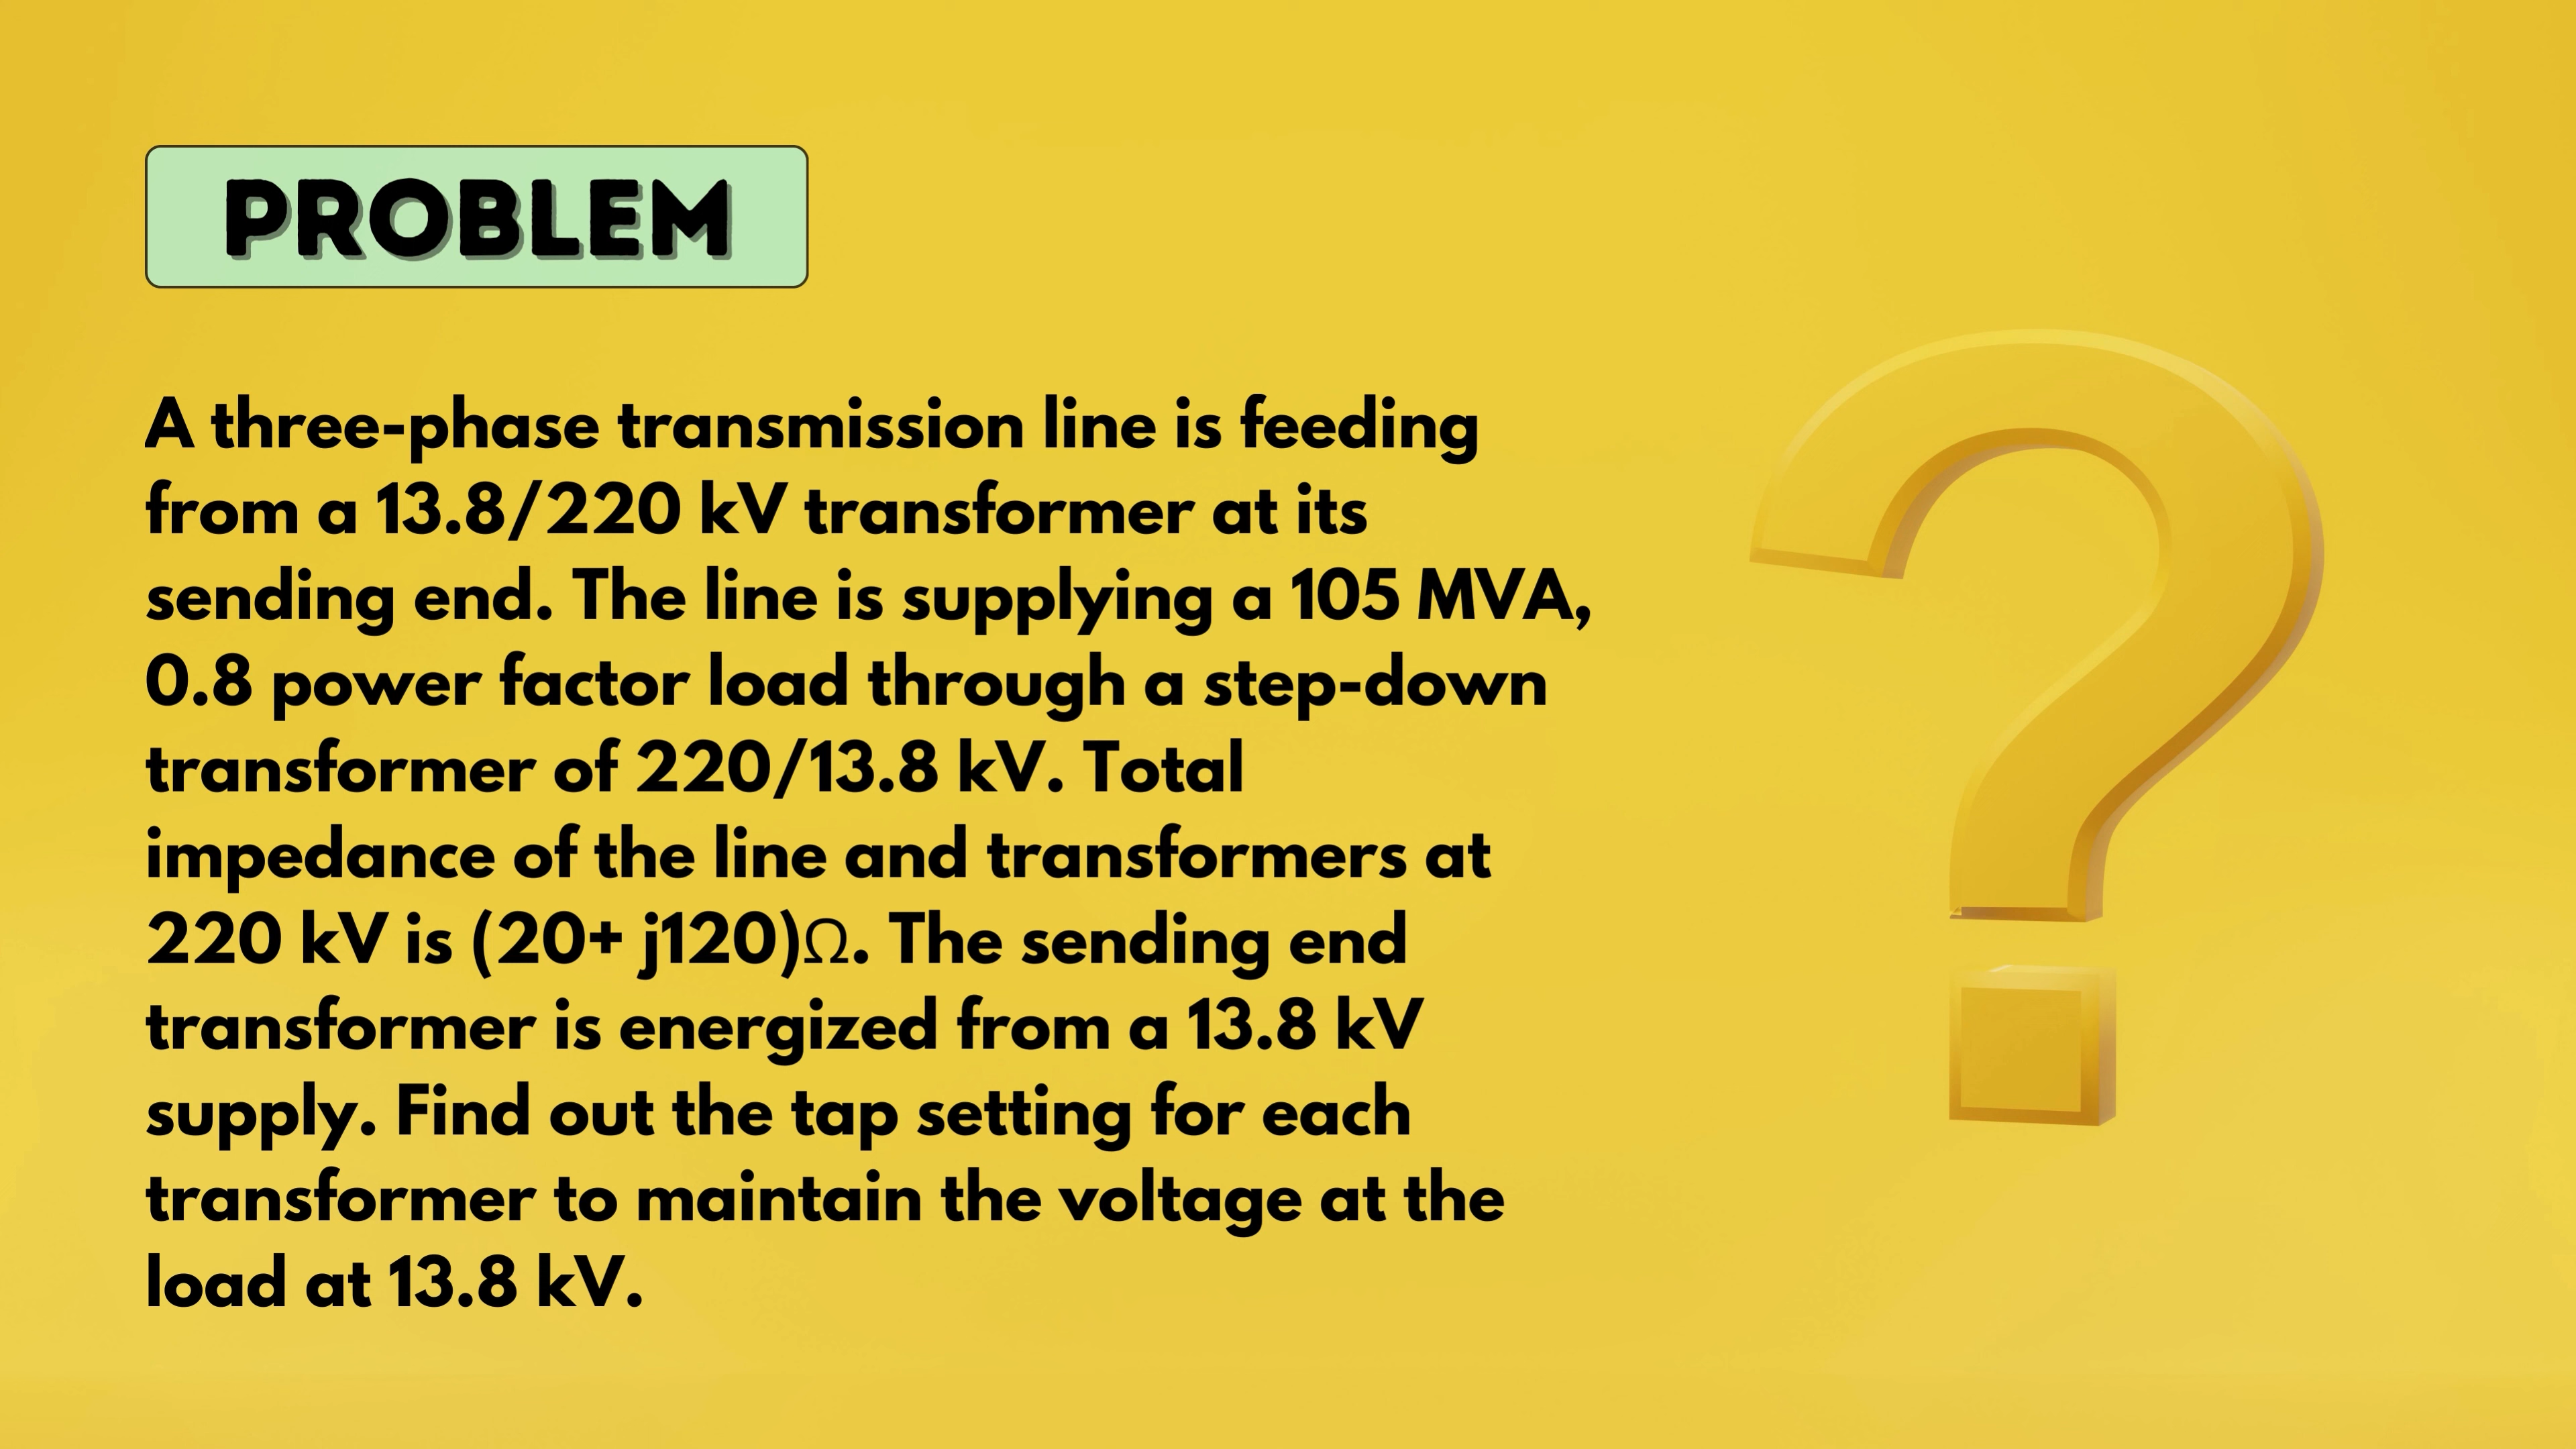 PROBLEM
A three-phase transmission line is feeding
from a 13.8/220 kV transformer at its
sending end. The line is supplying a 105 MVA,
0.8 power factor load through a step-down
transformer of 220/13.8 kV. Total
impedance of the line and transformers at
220 kV is (20+ j120)Ω. The sending end
transformer is energized from a 13.8 kV
supply. Find out the tap setting for each
transformer to maintain the voltage at the
load at 13.8 kV.
?